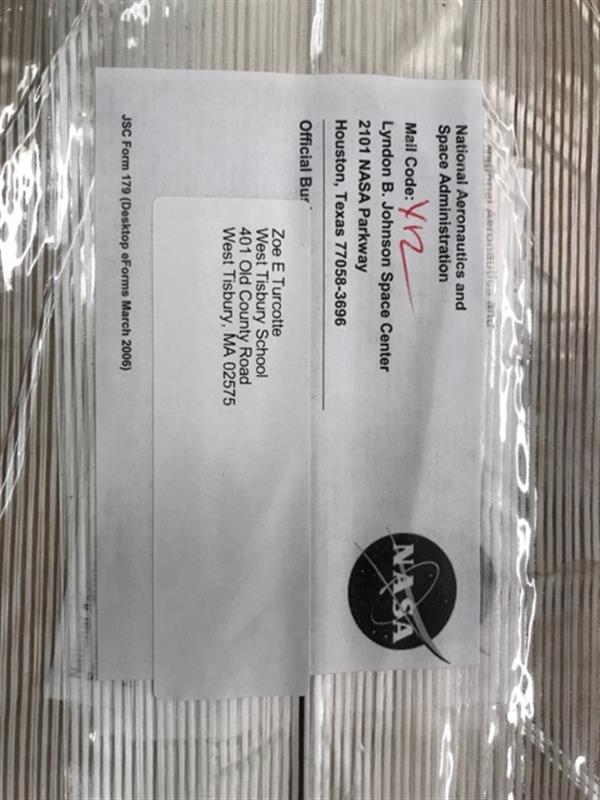 National Aeronautics and
Space Administration
Mail Code:
Lyndon B. Johnson Space Center
2101 NASA Parkway
Houston, Texas 77058-3696
Official Bus
NASA
Zoe E Turcotte
West Tisbury School
401 Old County Road
West Tisbury, MA 02575
JSC Form 179 (Desktop eForms March 2006)